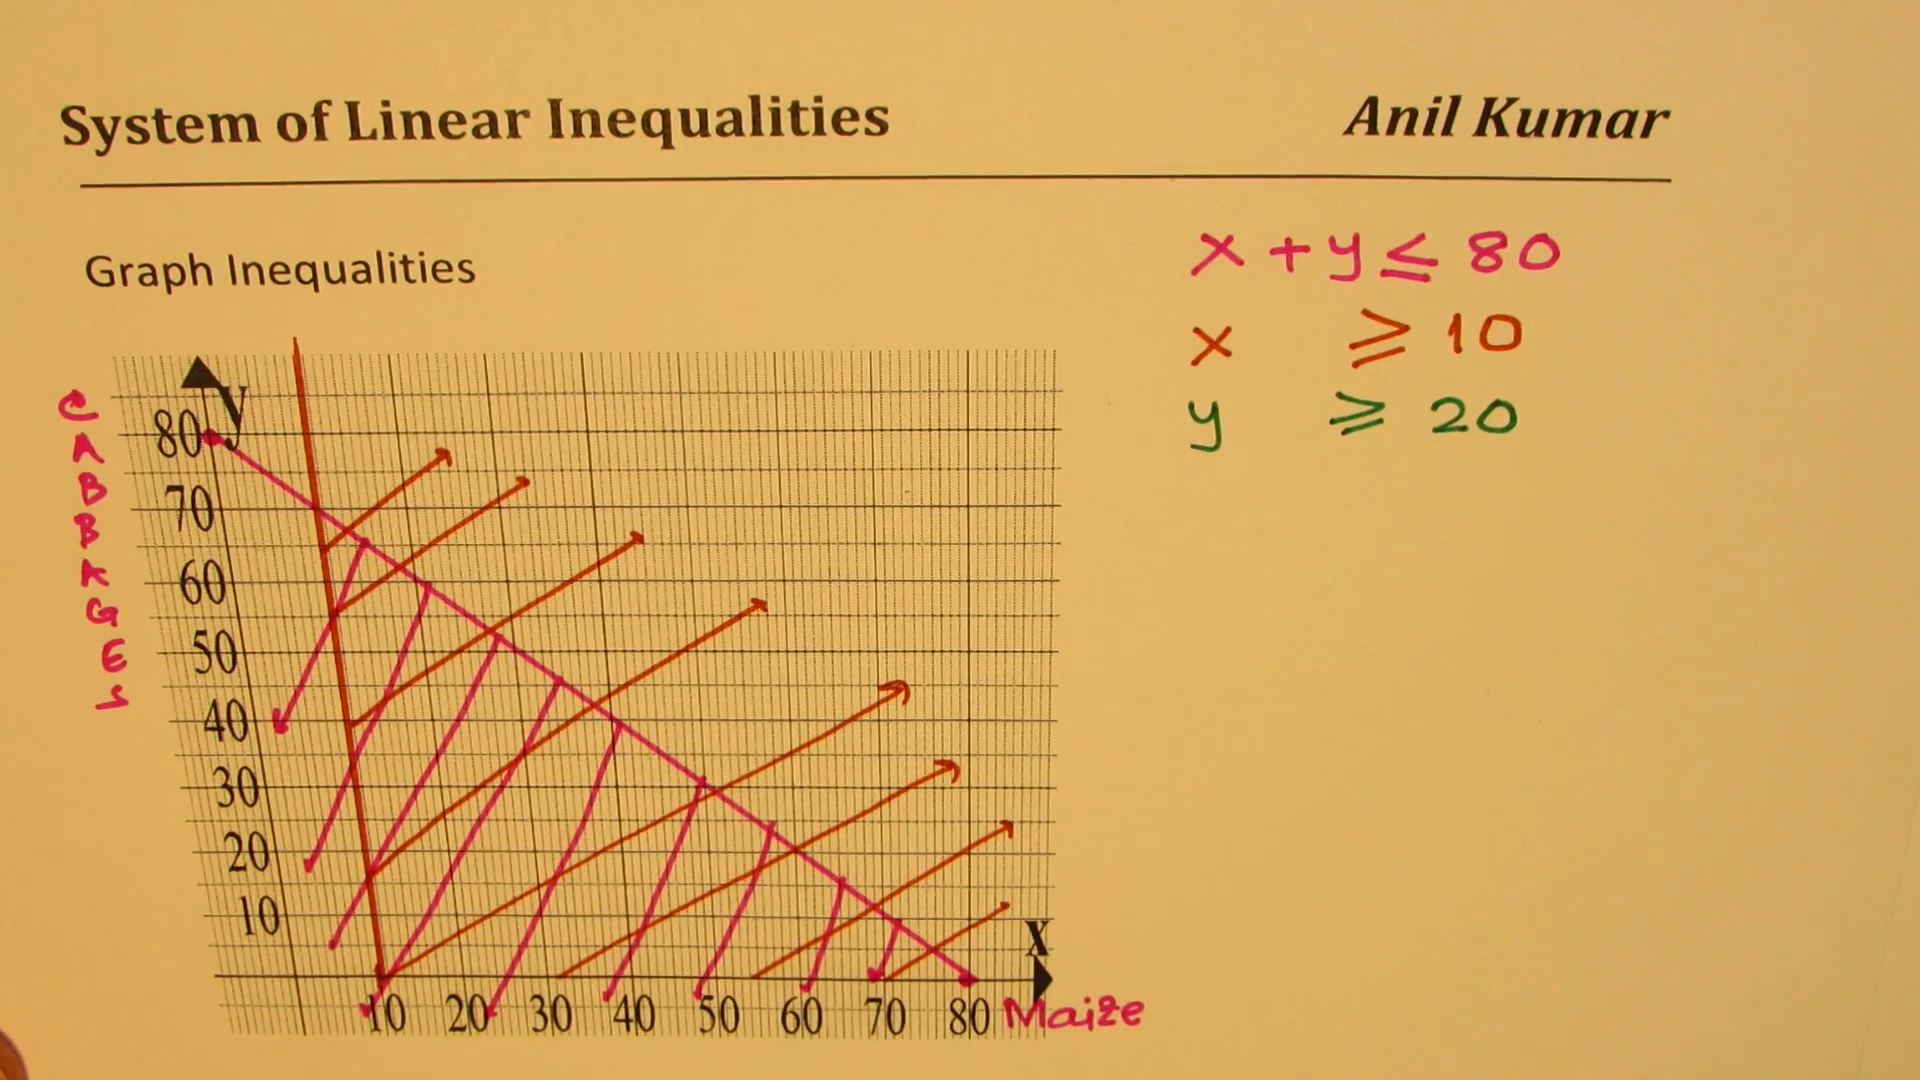 System of Linear Inequalities Anil Kumar
Graph Inequalities
x + y ≤ 80
x ≥ 10
y ≥ 20
y
80
70
60
50
40
30
20
10
CABBAGES
x
10 20 30 40 50 60 70 80 Maize